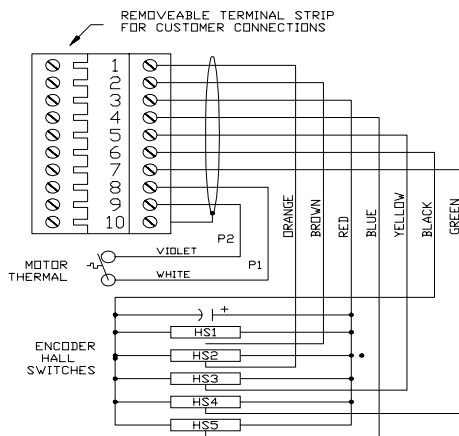 REMOVEABLE TERMINAL STRIP
FOR CUSTOMER CONNECTIONS
1
2
3
4
5
6
7
8
9
10
ORANGE
BROWN
RED
BLUE
YELLOW
BLACK
GREEN
P2
VIOLET
P1
WHITE
MOTOR
THERMAL
+
ENCODER
HALL
SWITCHES
HS1
HS2
HS3
HS4
HS5